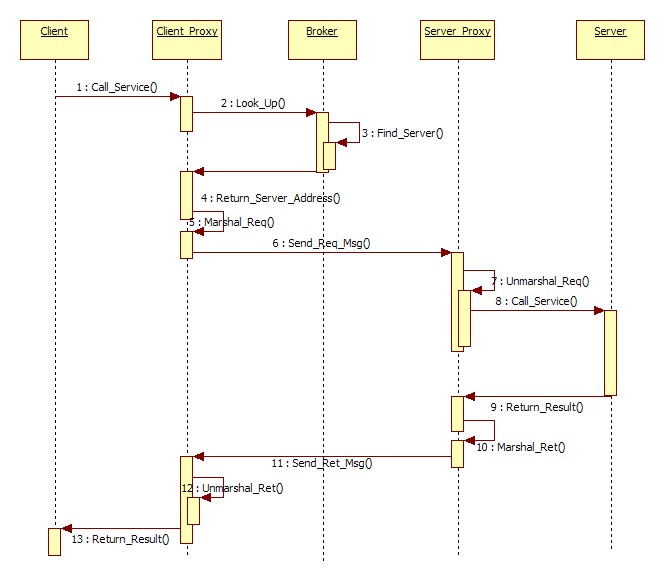 Client
Client_Proxy
Broker
Server_Proxy
Server
1 : Call_Service()
2 : Look_Up()
3 : Find_Server()
4 : Return_Server_Address()
5 : Marshal_Req()
6 : Send_Req_Msg()
7 : Unmarshal_Req()
8 : Call_Service()
9 : Return_Result()
10 : Marshal_Ret()
11 : Send_Ret_Msg()
12 : Unmarshal_Ret()
13 : Return_Result()